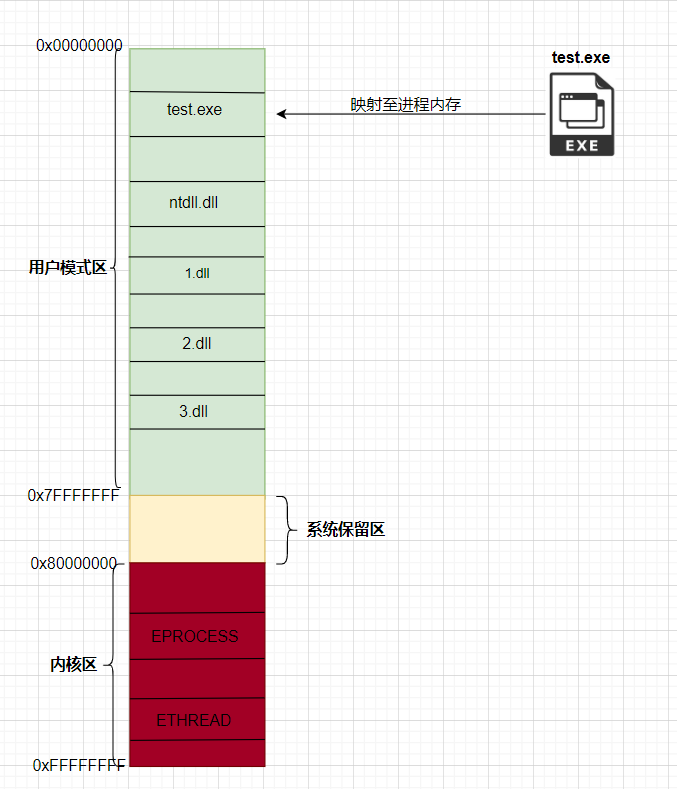 0x00000000
test.exe
test.exe
映射至进程内存
EXE
ntdll.dll
用户模式区
1.dll
2.dll
3.dll
0x7FFFFFFF
系统保留区
0x80000000
EPROCESS
内核区
ETHREAD
0xFFFFFFFF